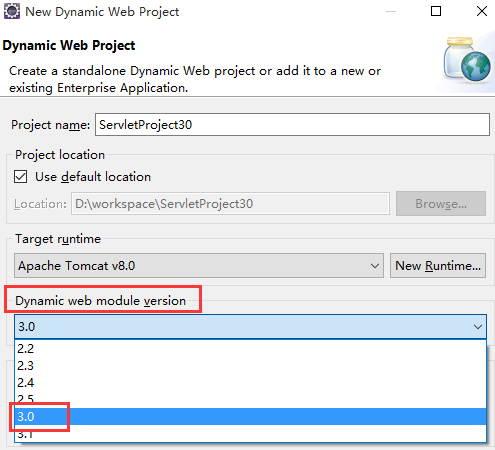 New Dynamic Web Project
Dynamic Web Project
Create a standalone Dynamic Web project or add it to a new or
existing Enterprise Application.
Project name: ServletProject30
Project location
Use default location
Location: D:\workspace\ServletProject30 Browse...
Target runtime
Apache Tomcat v8.0 New Runtime...
Dynamic web module version
3.0
2.2
2.3
2.4
2.5
3.0
3.1